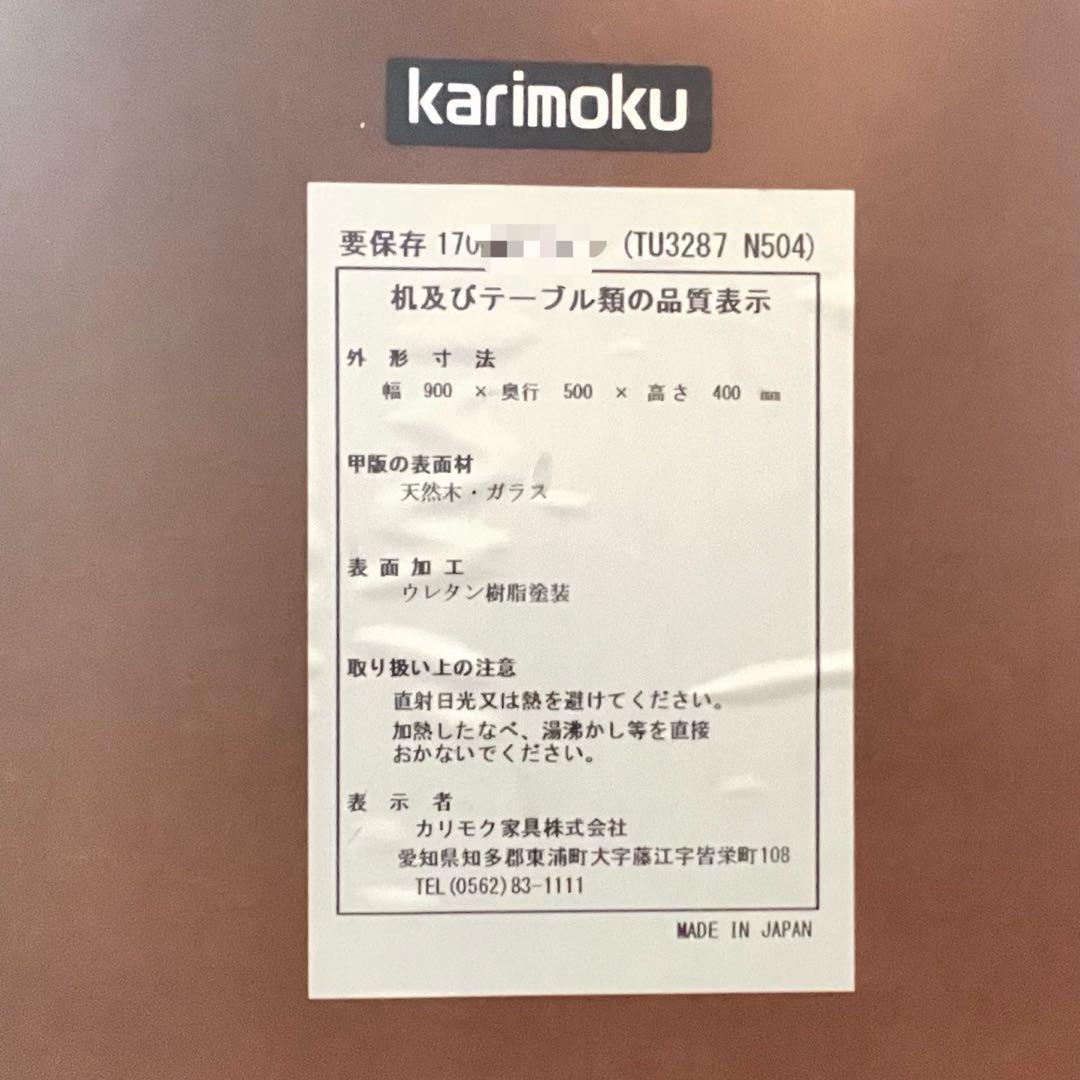 karimoku
要保存 170 (TU3287 N504)
机及びテーブル類の品質表示
外 形 寸 法
幅 900 × 奥行 500 × 高さ 400 mm
甲版の表面材
天然木・ガラス
表 面 加 工
ウレタン樹脂塗装
取り扱い上の注意
直射日光又は熱を避けてください。
加熱したなべ、湯沸かし等を直接
おかないでください。
表 示 者
カリモク家具株式会社
愛知県知多郡東浦町大字藤江字皆栄町108
TEL(0562)83-1111
MADE IN JAPAN